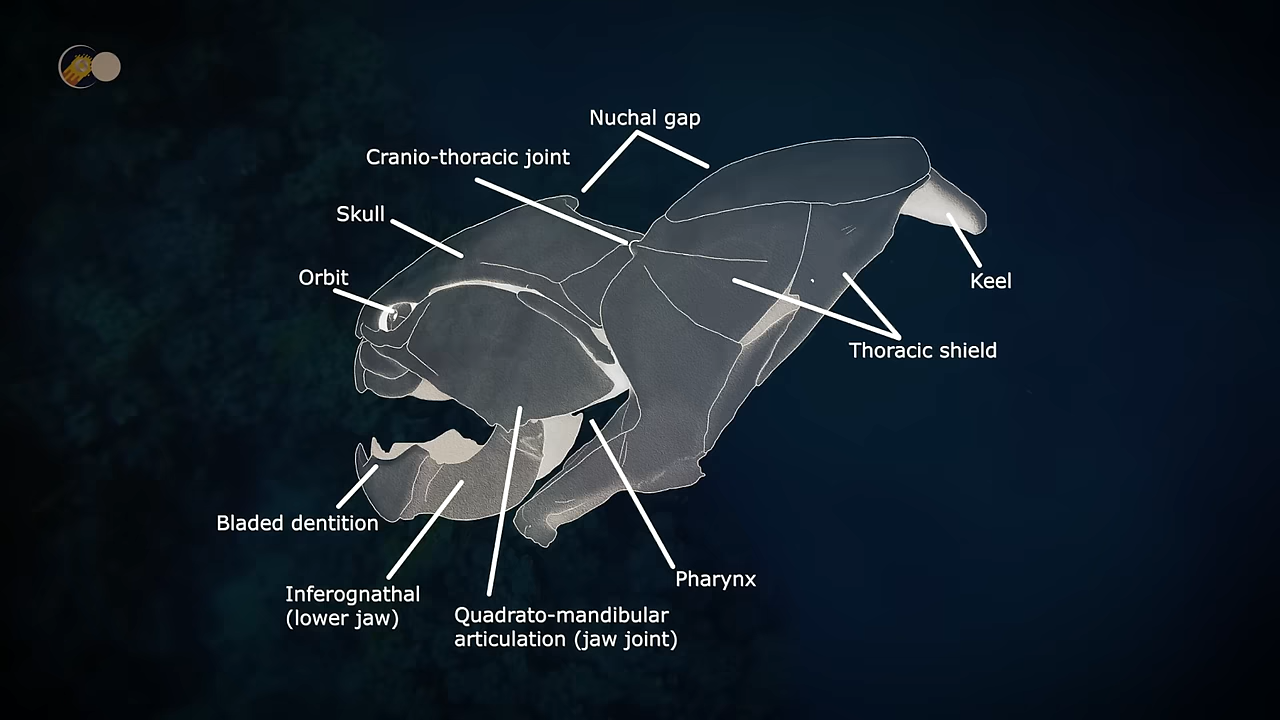 Nuchal gap
Cranio-thoracic joint
Skull
Orbit
Keel
Thoracic shield
Bladed dentition
Pharynx
Inferognathal
(lower jaw)
Quadrato-mandibular
articulation (jaw joint)